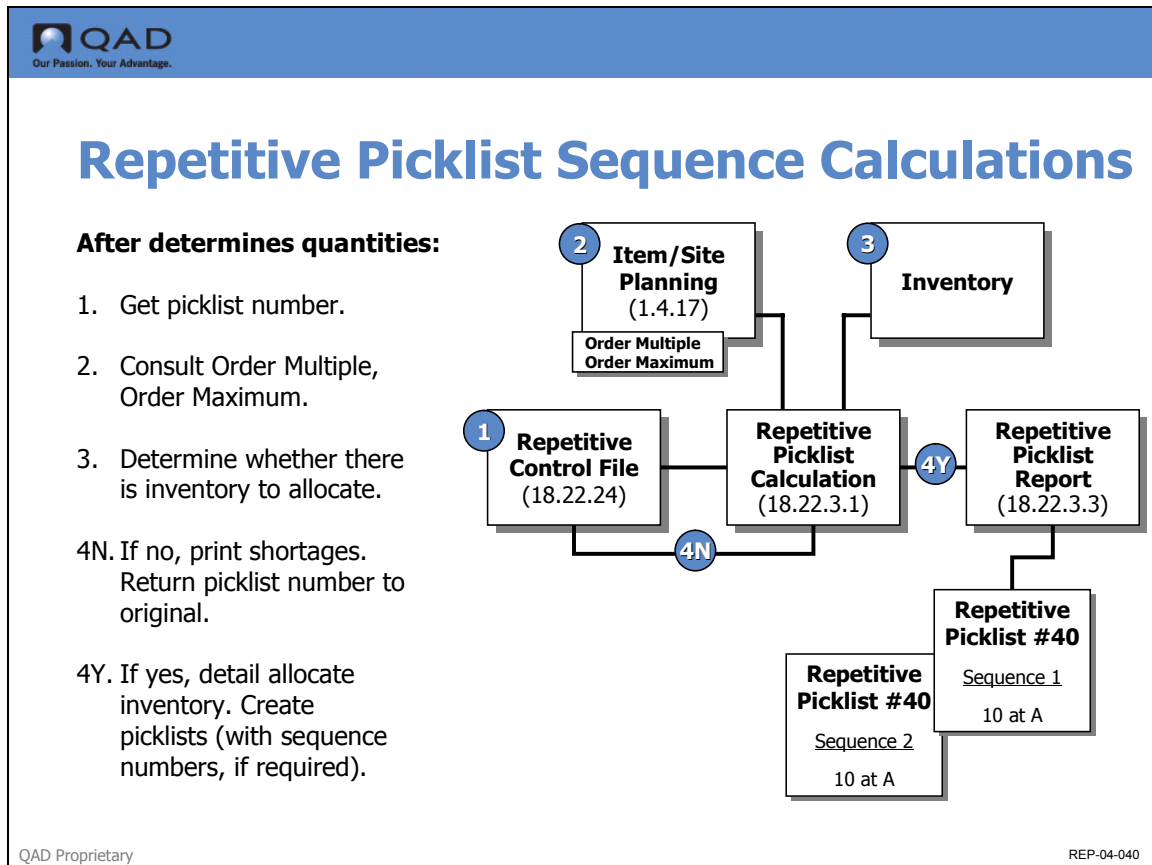 QAD
Our Passion. Your Advantage.
Repetitive Picklist Sequence Calculations
After determines quantities:
1. Get picklist number.
2. Consult Order Multiple,
Order Maximum.
3. Determine whether there
is inventory to allocate.
4N. If no, print shortages.
Return picklist number to
original.
4Y. If yes, detail allocate
inventory. Create
picklists (with sequence
numbers, if required).
2
Item/Site
Planning
(1.4.17)
Order Multiple
Order Maximum
3
Inventory
1
Repetitive
Control File
(18.22.24)
Repetitive
Picklist
Calculation
(18.22.3.1)
4Y
Repetitive
Picklist
Report
(18.22.3.3)
4N
Repetitive
Picklist #40
Sequence 1
10 at A
Repetitive
Picklist #40
Sequence 2
10 at A
QAD Proprietary
REP-04-040